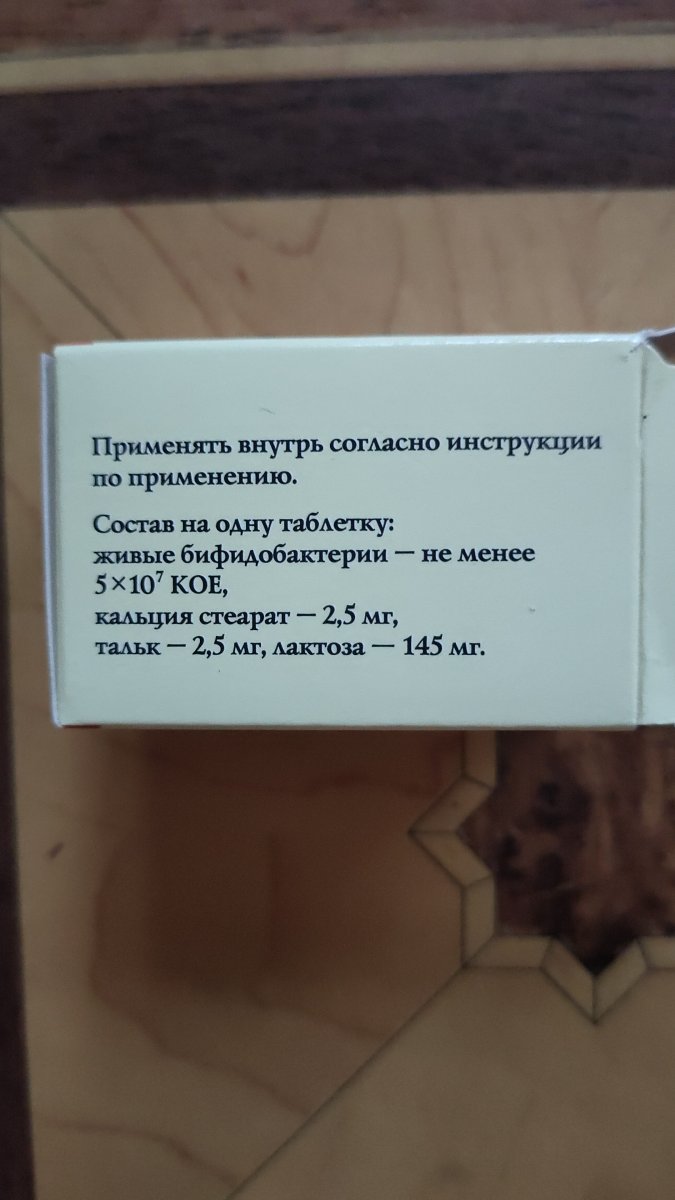 Применять внутрь согласно инструкции
по применению.
Состав на одну таблетку:
живые бифидобактерии — не менее
5×10⁷ КОЕ,
кальция стеарат — 2,5 мг,
тальк — 2,5 мг, лактоза — 145 мг.